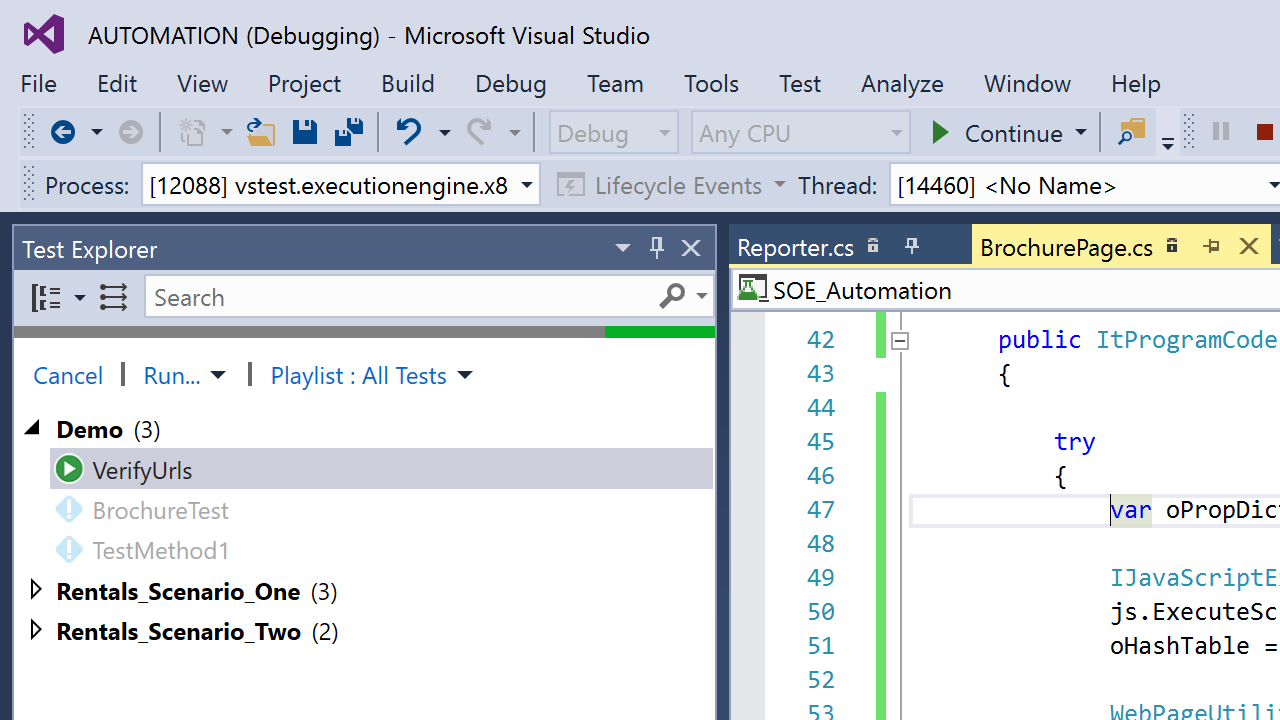 AUTOMATION (Debugging) - Microsoft Visual Studio
File Edit View Project Build Debug Team Tools Test Analyze Window Help
Debug Any CPU Continue
Process: [12088] vstest.executionengine.x8 Lifecycle Events Thread: [14460] <No Name>
Test Explorer
Search
Cancel Run... Playlist : All Tests
Demo (3)
VerifyUrls
BrochureTest
TestMethod1
Rentals_Scenario_One (3)
Rentals_Scenario_Two (2)
Reporter.cs BrochurePage.cs
SOE_Automation
42 public ItProgramCode
43 {
44
45 try
46 {
47 var oPropDict
48
49 IJavaScriptEx
50 js.ExecuteSc
51 oHashTable =
52
53 WebPageUtilit